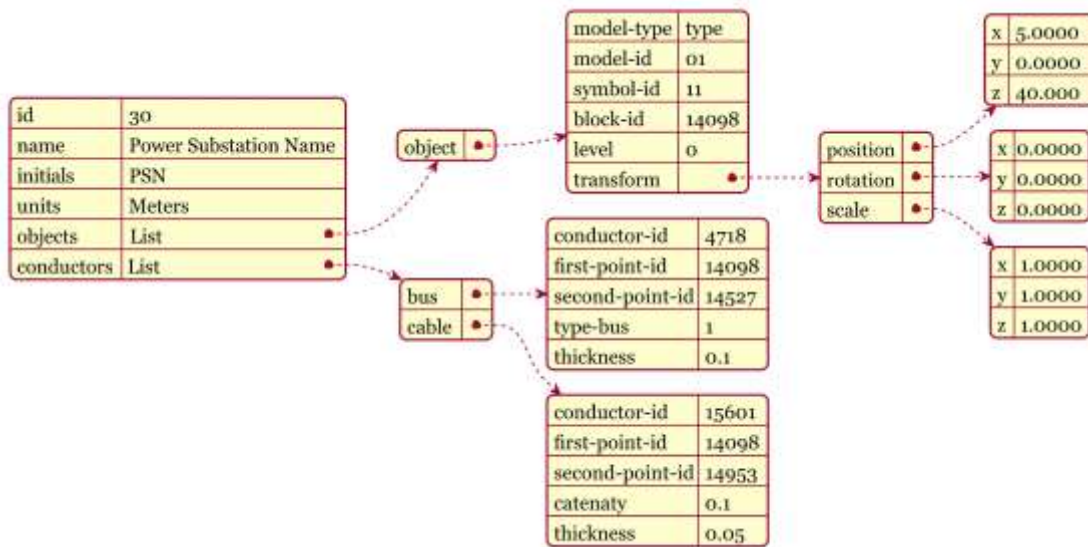 id 30
name Power Substation Name
initials PSN
units Meters
objects List
conductors List
object
model-type type
model-id 01
symbol-id 11
block-id 14098
level 0
transform
position
rotation
scale
x 5.0000
y 0.0000
z 40.000
x 0.0000
y 0.0000
z 0.0000
x 1.0000
y 1.0000
z 1.0000
bus
cable
conductor-id 4718
first-point-id 14098
second-point-id 14527
type-bus 1
thickness 0.1
conductor-id 15601
first-point-id 14098
second-point-id 14953
catenaty 0.1
thickness 0.05